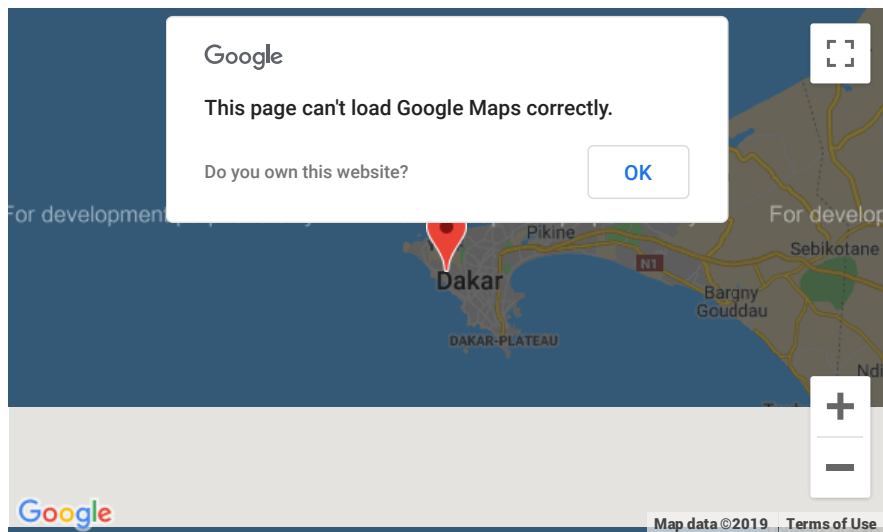 Google
This page can't load Google Maps correctly.
Do you own this website?
OK
For development
For develop
Pikine
Sebikotane
N1
Dakar
Bargny
Gouddau
DAKAR-PLATEAU
Ndi
Google
Map data ©2019
Terms of Use